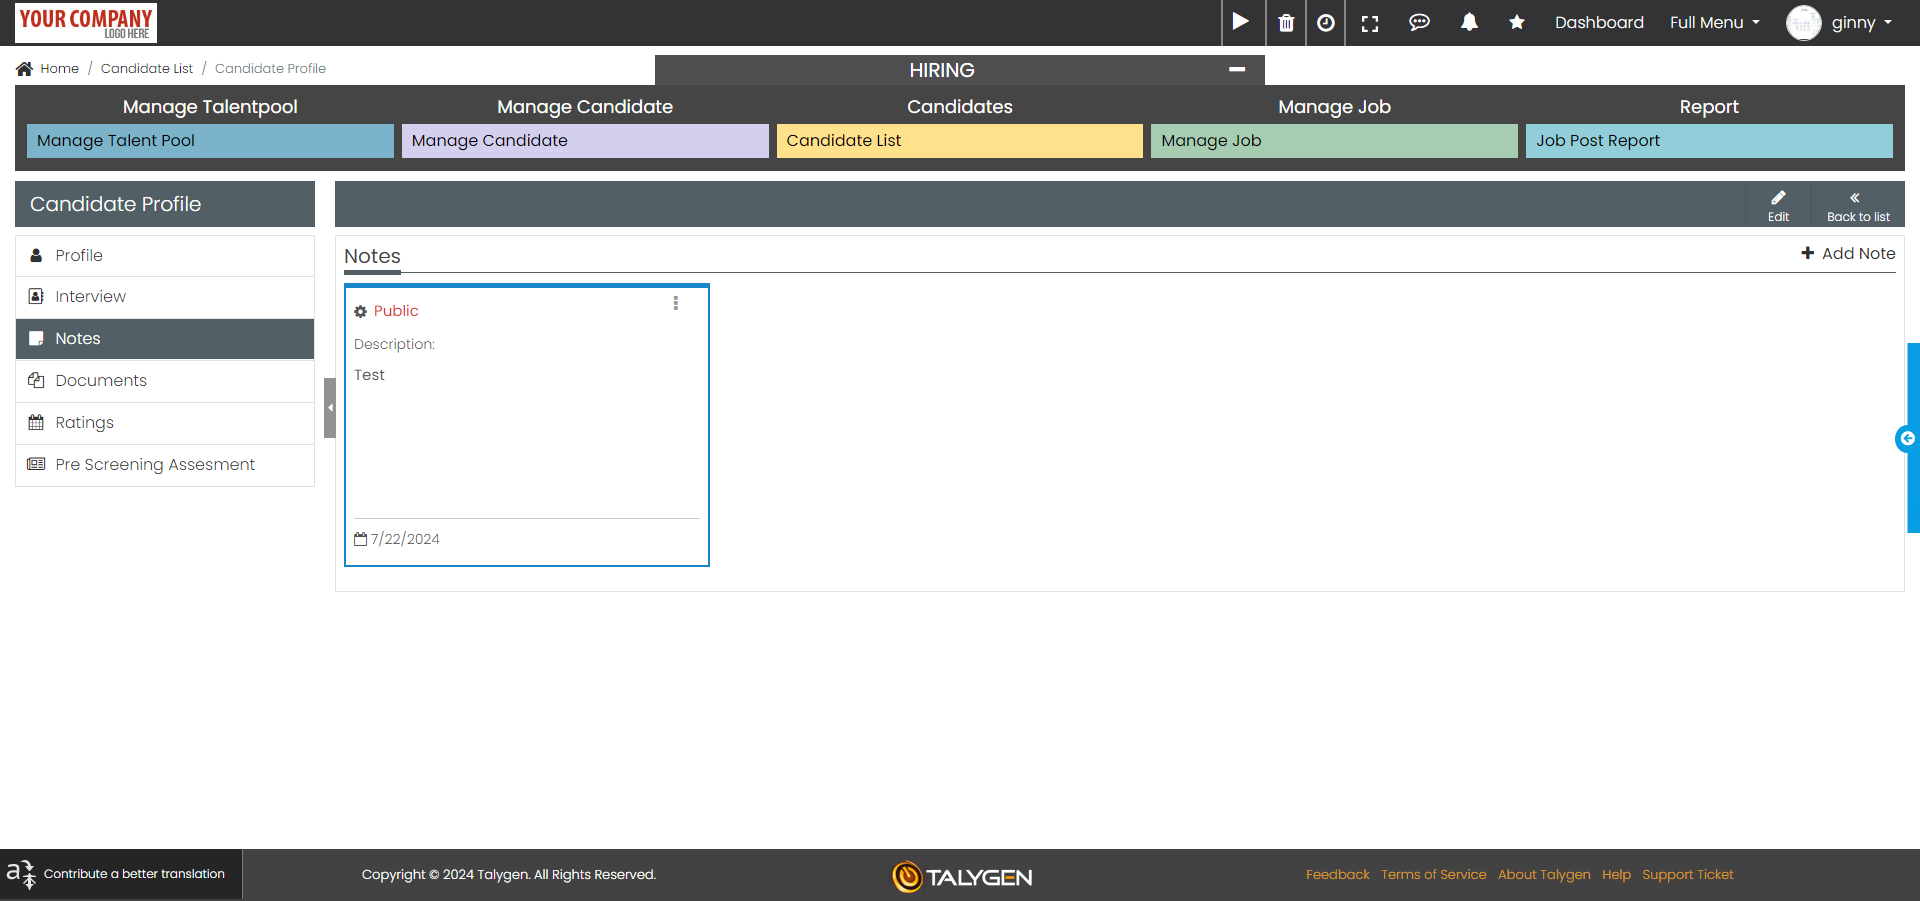 YOUR COMPANY
LOGO HERE
Dashboard
Full Menu
ginny
Home / Candidate List / Candidate Profile
HIRING
Manage Talentpool
Manage Candidate
Candidates
Manage Job
Report
Manage Talent Pool
Manage Candidate
Candidate List
Manage Job
Job Post Report
Candidate Profile
Edit
Back to list
Profile
Interview
Notes
Documents
Ratings
Pre Screening Assesment
Notes
Add Note
Public
Description:
Test
7/22/2024
Contribute a better translation
Copyright © 2024 Talygen. All Rights Reserved.
TALYGEN
Feedback Terms of Service About Talygen Help Support Ticket